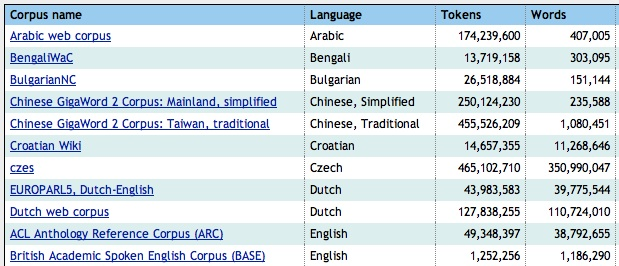 Corpus name Language Tokens Words
Arabic web corpus Arabic 174,239,600 407,005
BengaliWaC Bengali 13,719,158 303,095
BulgarianNC Bulgarian 26,518,884 151,144
Chinese GigaWord 2 Corpus: Mainland, simplified Chinese, Simplified 250,124,230 235,588
Chinese GigaWord 2 Corpus: Taiwan, traditional Chinese, Traditional 455,526,209 1,080,451
Croatian Wiki Croatian 14,657,355 11,268,646
czes Czech 465,102,710 350,990,047
EUROPARL5, Dutch-English Dutch 43,983,583 39,775,544
Dutch web corpus Dutch 127,838,255 110,724,010
ACL Anthology Reference Corpus (ARC) English 49,348,397 38,792,655
British Academic Spoken English Corpus (BASE) English 1,252,256 1,186,290